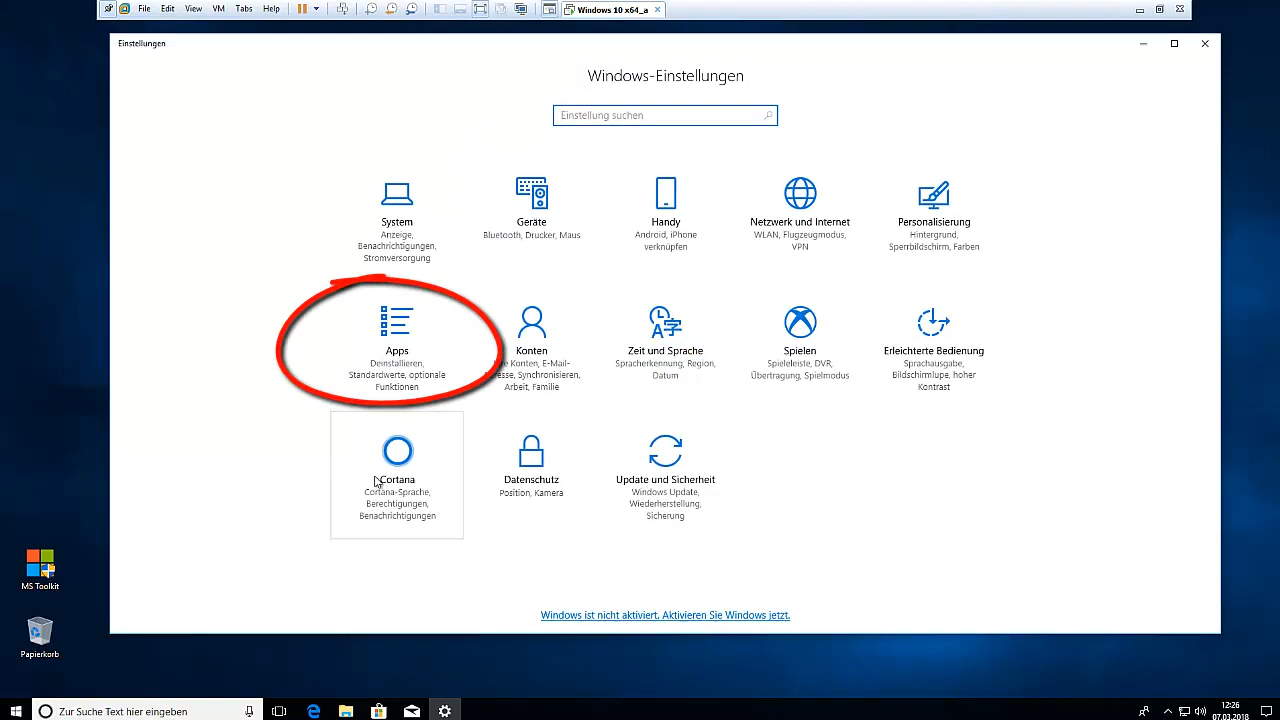 File Edit View VM Tabs Help
Windows 10 x64_a
Einstellungen
Windows-Einstellungen
Einstellung suchen
System
Anzeige,
Benachrichtigungen,
Stromversorgung
Geräte
Bluetooth, Drucker, Maus
Handy
Android, iPhone
verknüpfen
Netzwerk und Internet
WLAN, Flugzeugmodus,
VPN
Personalisierung
Hintergrund,
Sperrbildschirm, Farben
Apps
Deinstallieren,
Standardwerte, optionale
Funktionen
Konten
Konten, E-Mail-
Synchronisieren,
Arbeit, Familie
Zeit und Sprache
Spracherkennung, Region,
Datum
Spielen
Spieleleiste, DVR,
Übertragung, Spielmodus
Erleichterte Bedienung
Sprachausgabe,
Bildschirmlupe, hoher
Kontrast
Cortana
Cortana-Sprache,
Berechtigungen,
Benachrichtigungen
Datenschutz
Position, Kamera
Update und Sicherheit
Windows Update,
Wiederherstellung,
Sicherung
Windows ist nicht aktiviert. Aktivieren Sie Windows jetzt.
MS Toolkit
Papierkorb
Zur Suche Text hier eingeben
12:26
07.03.2018